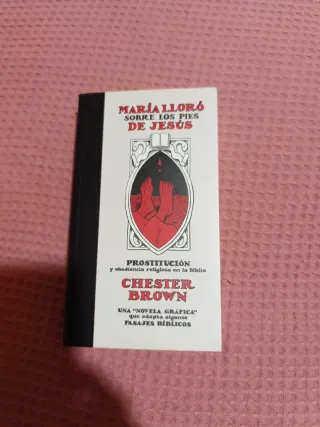 MARÍA LLORÓ
SOBRE LOS PIES
DE JESÚS
PROSTITUCIÓN
y obediencia religiosa en la Biblia
CHESTER
BROWN
UNA "NOVELA GRÁFICA"
que adapta algunos
PASAJES BÍBLICOS